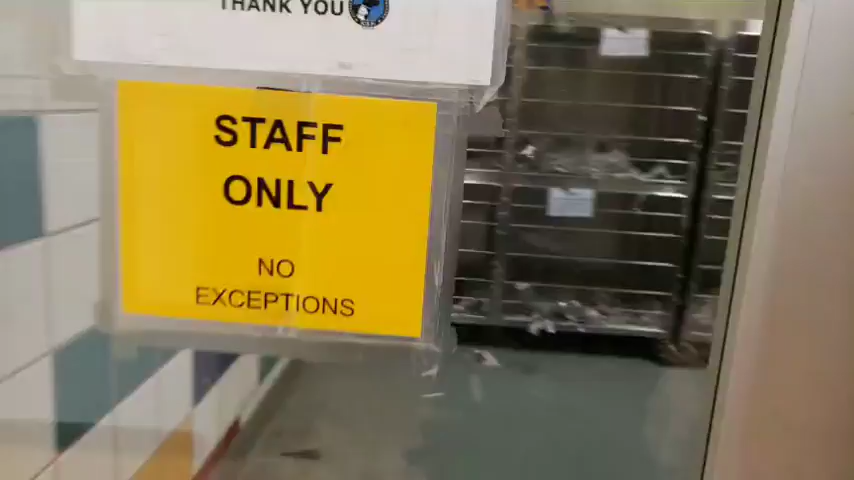 THANK YOU
STAFF
ONLY
NO
EXCEPTIONS